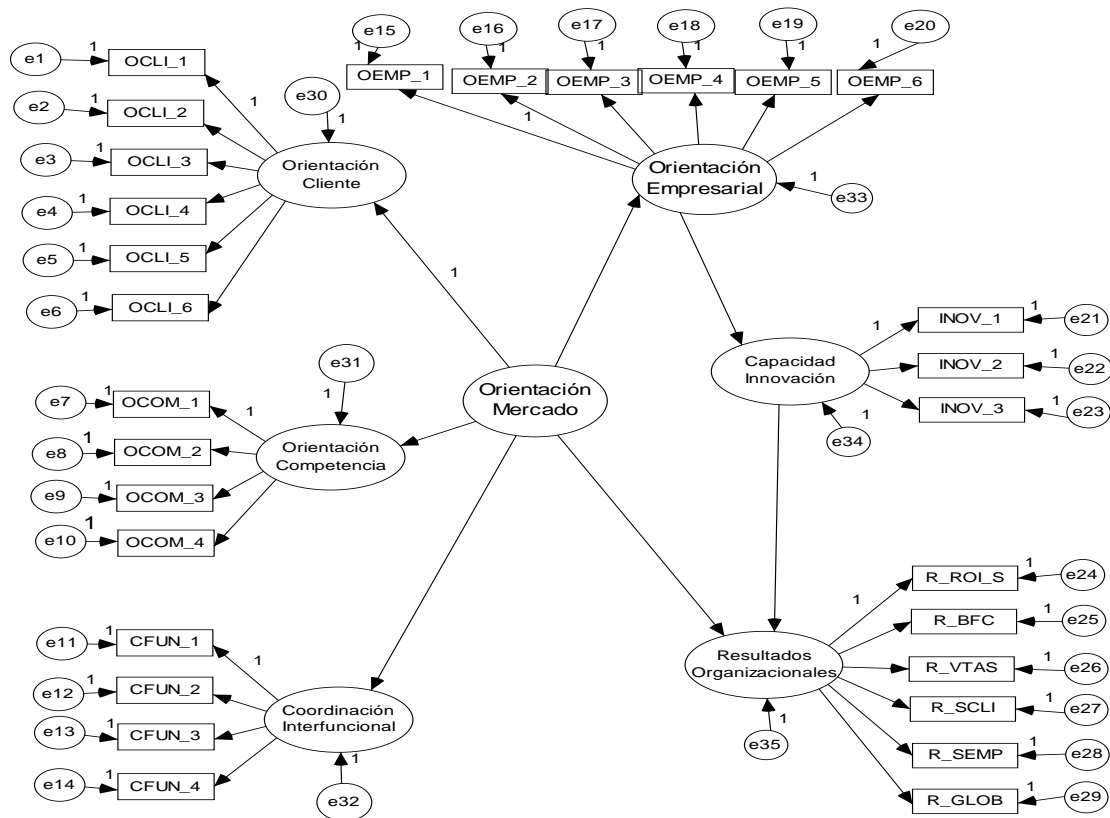 e15
e16
e17
e18
e19
e20
1
1
1
1
1
1
OEMP_1
OEMP_2
OEMP_3
OEMP_4
OEMP_5
OEMP_6
1
e1
1
OCLI_1
e2
1
OCLI_2
e3
1
OCLI_3
e4
1
OCLI_4
e5
1
OCLI_5
e6
1
OCLI_6
1
e30
1
Orientación
Cliente
Orientación
Empresarial
1
e33
1
e31
1
Orientación
Mercado
e7
1
OCOM_1
e8
1
OCOM_2
e9
1
OCOM_3
e10
1
OCOM_4
1
Orientación
Competencia
Capacidad
Innovación
1
e34
1
INOV_1
1
e21
INOV_2
1
e22
INOV_3
1
e23
e11
1
CFUN_1
e12
1
CFUN_2
e13
1
CFUN_3
e14
1
CFUN_4
1
Coordinación
Interfuncional
1
e32
Resultados
Organizacionales
1
e35
1
R_ROI_S
1
e24
R_BFC
1
e25
R_VTAS
1
e26
R_SCLI
1
e27
R_SEMP
1
e28
R_GLOB
1
e29